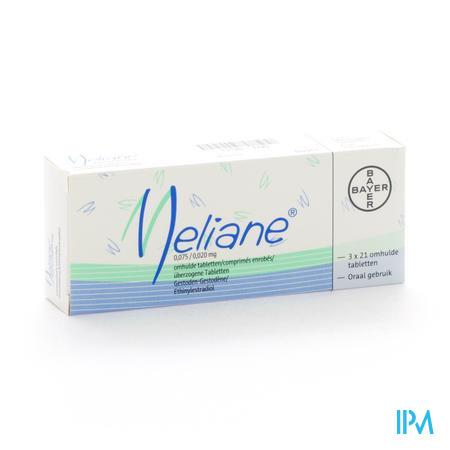 Meliane®
0,075 / 0,020 mg
omhulde tabletten/comprimés enrobés/
überzogene Tabletten
Gestoden-Gestodène/
Ethinylestradiol
BAYER
BAYER
3 x 21 omhulde
tabletten
Oraal gebruik
IPM